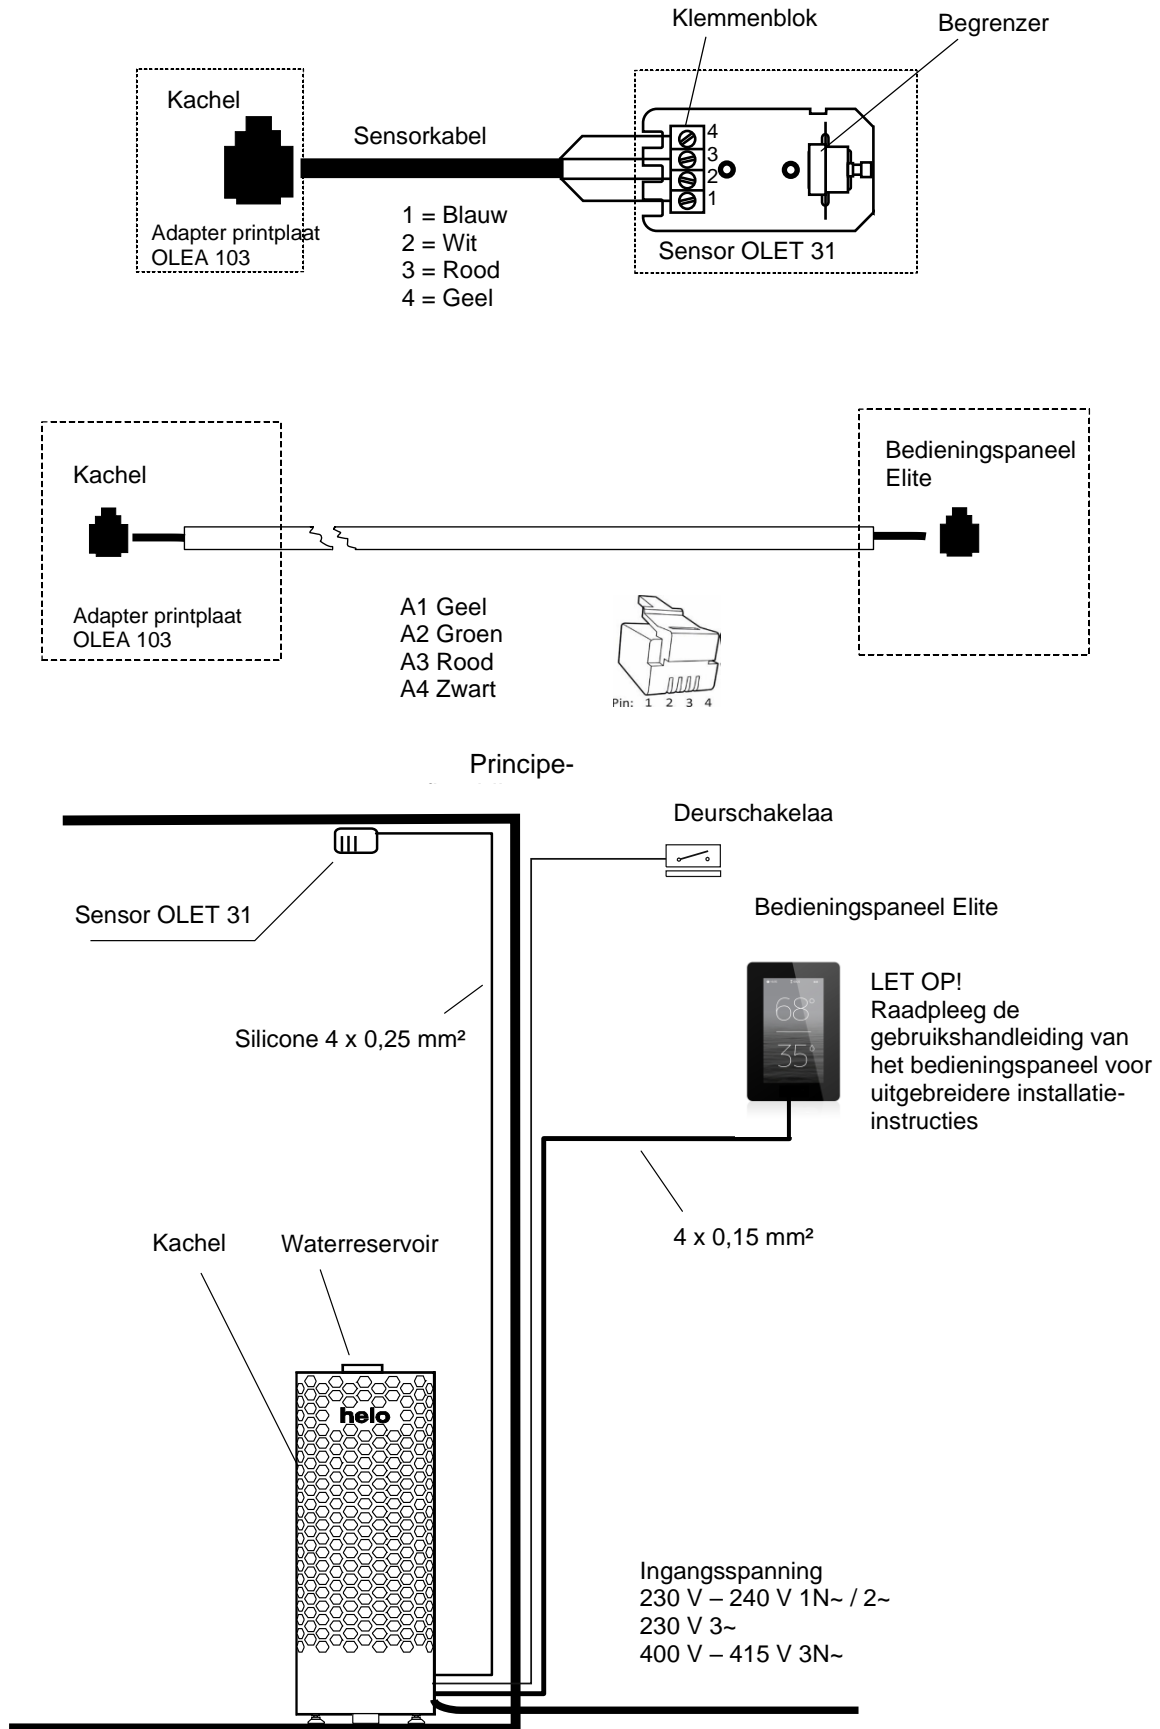 Klemmenblok
Begrenzer
Kachel
Sensorkabel
4
3
2
1
Adapter printplaat
OLEA 103
1 = Blauw
2 = Wit
3 = Rood
4 = Geel
Sensor OLET 31
Kachel
Bedieningspaneel
Elite
Adapter printplaat
OLEA 103
A1 Geel
A2 Groen
A3 Rood
A4 Zwart
Pin: 1 2 3 4
Principe-
Deurschakelaa
Sensor OLET 31
Bedieningspaneel Elite
68°
35°
LET OP!
Raadpleeg de
gebruikshandleiding van
het bedieningspaneel voor
uitgebreidere installatie-
instructies
Silicone 4 x 0,25 mm²
4 x 0,15 mm²
Kachel
Waterreservoir
helo
Ingangsspanning
230 V – 240 V 1N~ / 2~
230 V 3~
400 V – 415 V 3N~